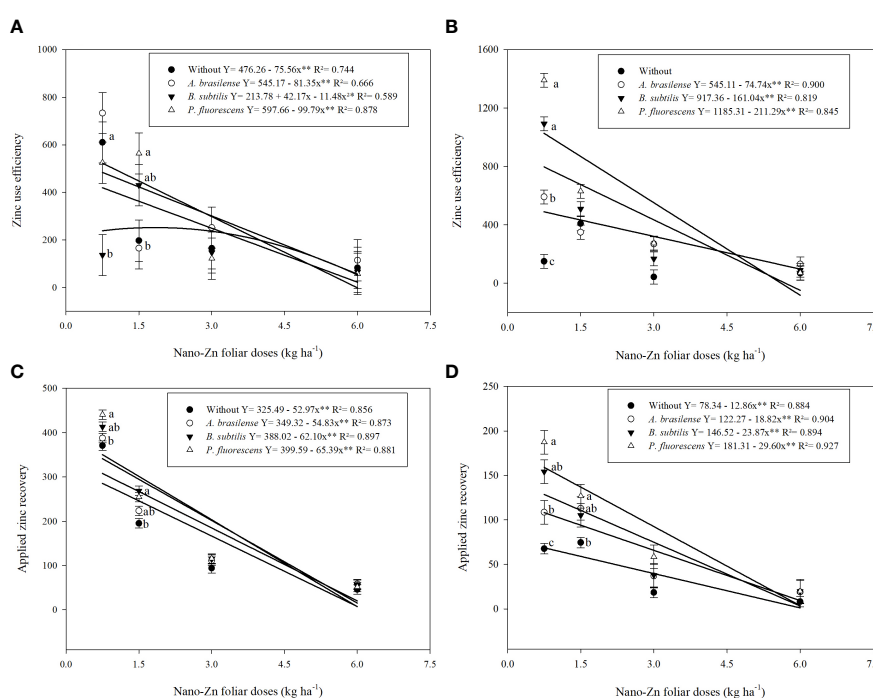 A
1000
800
600
400
200
0
Zinc use efficiency
Without Y= 476.26 - 75.56x** R²= 0.744
A. brasilense Y= 545.17 - 81.35x** R²= 0.666
B. subtilis Y= 213.78 + 42.17x - 11.48x²* R²= 0.589
P. fluorescens Y= 597.66 - 99.79x** R²= 0.878
a
a
ab
b
b
0.0 1.5 3.0 4.5 6.0 7.5
Nano-Zn foliar doses (kg ha⁻¹)
B
1600
1200
800
400
0
Zinc use efficiency
Without
A. brasilense Y= 545.11 - 74.74x** R²= 0.900
B. subtilis Y= 917.36 - 161.04x** R²= 0.819
P. fluorescens Y= 1185.31 - 211.29x** R²= 0.845
a
a
b
c
0.0 1.5 3.0 4.5 6.0 7.5
Nano-Zn foliar doses (kg ha⁻¹)
C
500
400
300
200
100
0
Applied zinc recovery
Without Y= 325.49 - 52.97x** R²= 0.856
A. brasilense Y= 349.32 - 54.83x** R²= 0.873
B. subtilis Y= 388.02 - 62.10x** R²= 0.897
P. fluorescens Y= 399.59 - 65.39x** R²= 0.881
a
ab
b
a
ab
b
0.0 1.5 3.0 4.5 6.0 7.5
Nano-Zn foliar doses (kg ha⁻¹)
D
250
200
150
100
50
0
Applied zinc recovery
Without Y= 78.34 - 12.86x** R²= 0.884
A. brasilense Y= 122.27 - 18.82x** R²= 0.904
B. subtilis Y= 146.52 - 23.87x** R²= 0.894
P. fluorescens Y= 181.31 - 29.60x** R²= 0.927
a
ab
b
c
a
ab
b
0.0 1.5 3.0 4.5 6.0 7.5
Nano-Zn foliar doses (kg ha⁻¹)